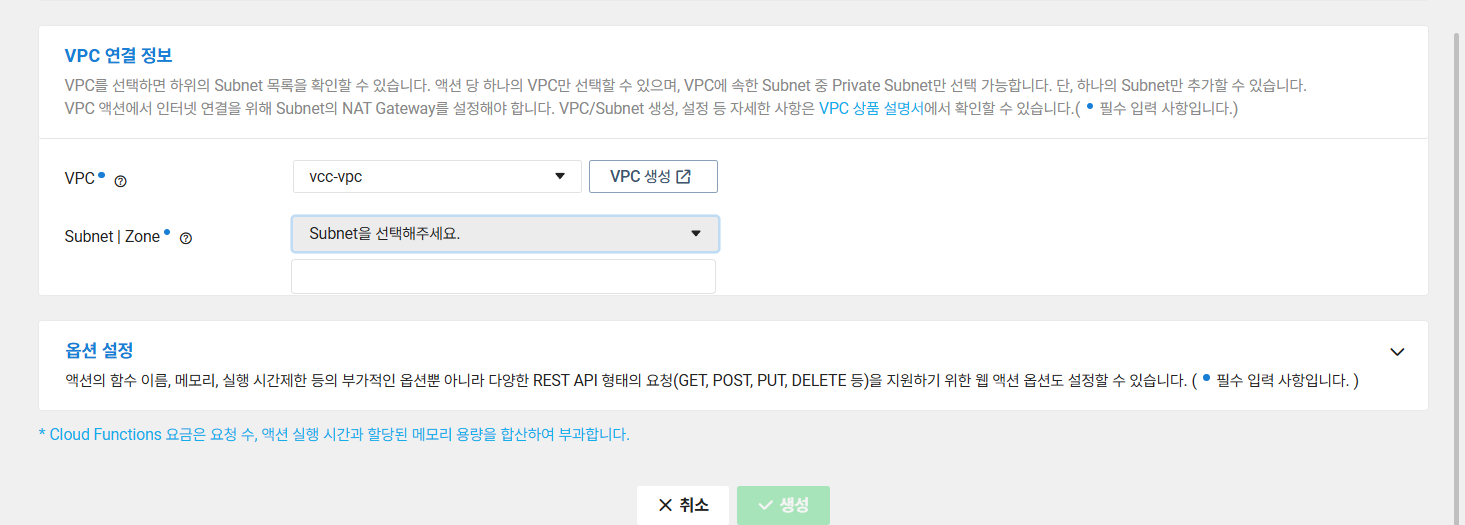 VPC 연결 정보
VPC를 선택하면 하위의 Subnet 목록을 확인할 수 있습니다. 액션 당 하나의 VPC만 선택할 수 있으며, VPC에 속한 Subnet 중 Private Subnet만 선택 가능합니다. 단, 하나의 Subnet만 추가할 수 있습니다.
VPC 액션에서 인터넷 연결을 위해 Subnet의 NAT Gateway를 설정해야 합니다. VPC/Subnet 생성, 설정 등 자세한 사항은 VPC 상품 설명서에서 확인할 수 있습니다.( • 필수 입력 사항입니다.)
VPC• ? vcc-vpc VPC 생성
Subnet | Zone• ? Subnet을 선택해주세요.
옵션 설정
액션의 함수 이름, 메모리, 실행 시간제한 등의 부가적인 옵션뿐 아니라 다양한 REST API 형태의 요청(GET, POST, PUT, DELETE 등)을 지원하기 위한 웹 액션 옵션도 설정할 수 있습니다. ( • 필수 입력 사항입니다. )
* Cloud Functions 요금은 요청 수, 액션 실행 시간과 할당된 메모리 용량을 합산하여 부과합니다.
취소 생성